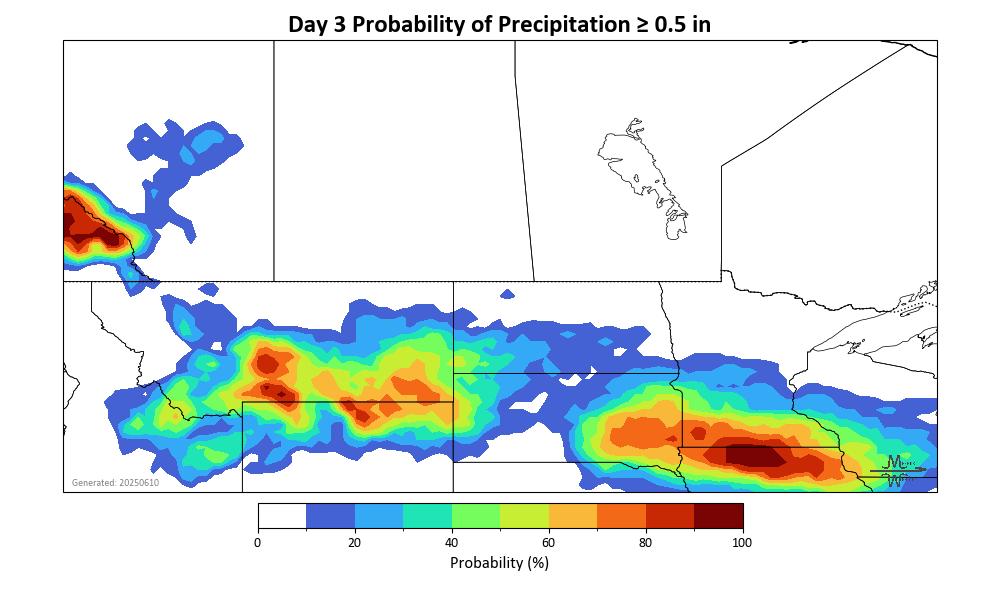 Day 3 Probability of Precipitation ≥ 0.5 in
Generated: 20250610
0 20 40 60 80 100
Probability (%)